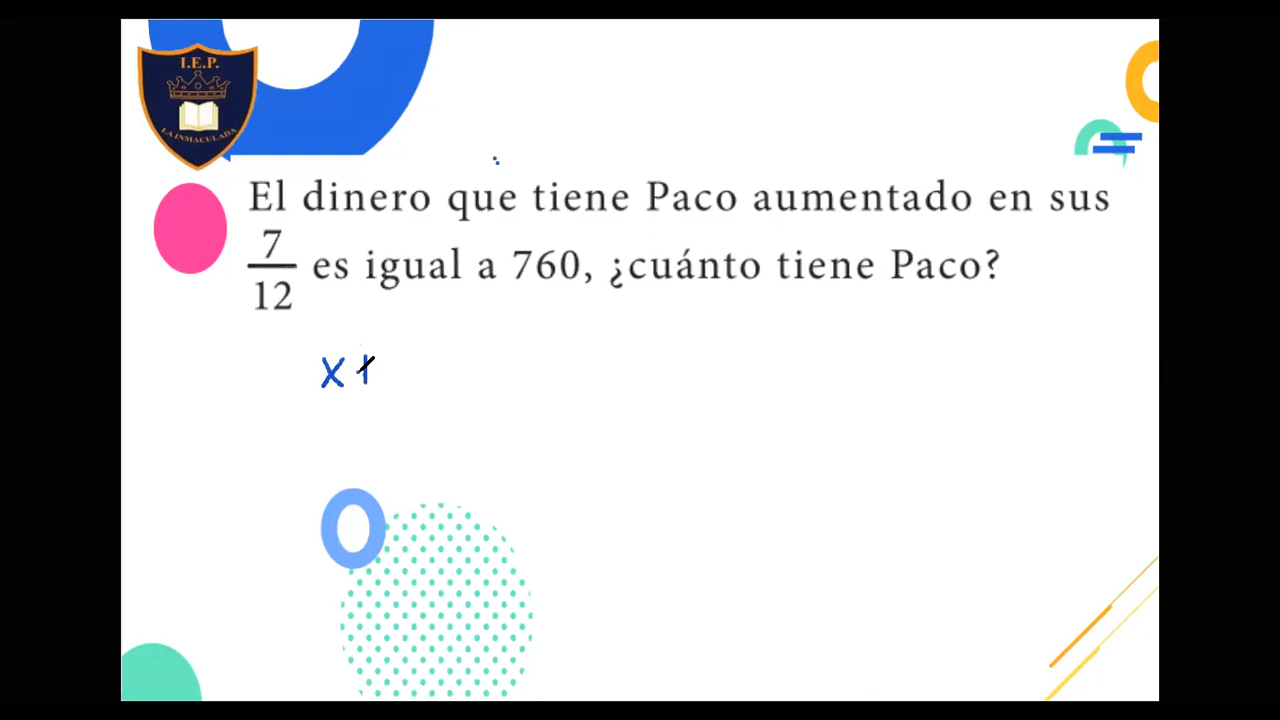 I.E.P.
LA INMACULADA
El dinero que tiene Paco aumentado en sus
7/12 es igual a 760, ¿cuánto tiene Paco?
x +